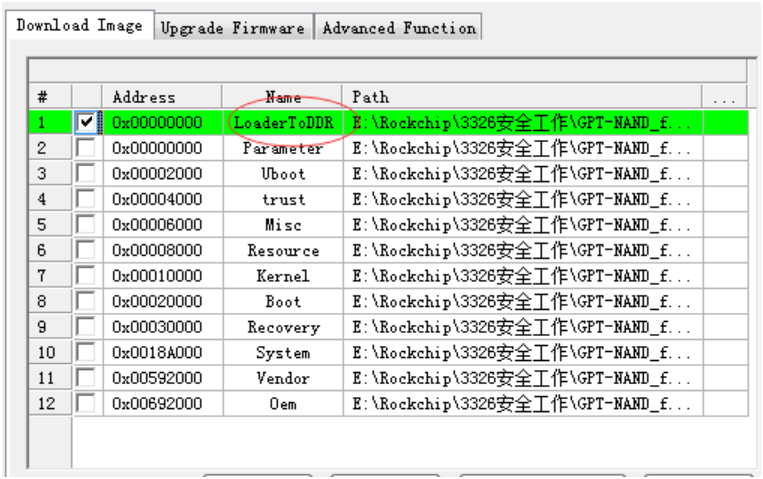 Download Image Upgrade Firmware Advanced Function
# Address Name Path ...
1 0x00000000 LoaderToDDR E:\Rockchip\3326安全工作\GPT-NAND_f...
2 0x00000000 Parameter E:\Rockchip\3326安全工作\GPT-NAND_f...
3 0x00002000 Uboot E:\Rockchip\3326安全工作\GPT-NAND_f...
4 0x00004000 trust E:\Rockchip\3326安全工作\GPT-NAND_f...
5 0x00006000 Misc E:\Rockchip\3326安全工作\GPT-NAND_f...
6 0x00008000 Resource E:\Rockchip\3326安全工作\GPT-NAND_f...
7 0x00010000 Kernel E:\Rockchip\3326安全工作\GPT-NAND_f...
8 0x00020000 Boot E:\Rockchip\3326安全工作\GPT-NAND_f...
9 0x00030000 Recovery E:\Rockchip\3326安全工作\GPT-NAND_f...
10 0x0018A000 System E:\Rockchip\3326安全工作\GPT-NAND_f...
11 0x00592000 Vendor E:\Rockchip\3326安全工作\GPT-NAND_f...
12 0x00692000 Oem E:\Rockchip\3326安全工作\GPT-NAND_f...